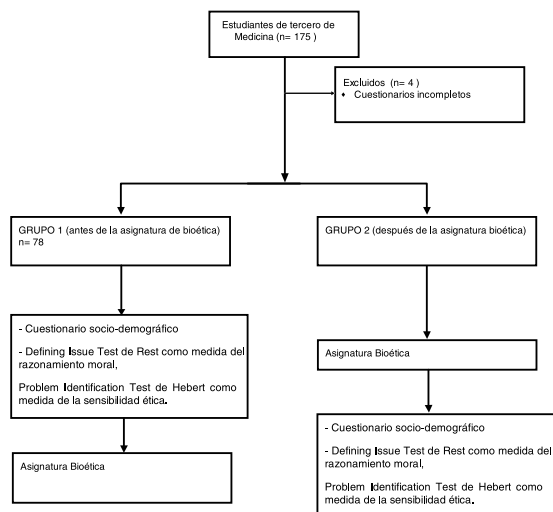 Estudiantes de tercero de
Medicina (n= 175 )
Excluidos (n= 4 )
♦ Cuestionarios incompletos
GRUPO 1 (antes de la asignatura de bioética)
n= 78
GRUPO 2 (después de la asignatura bioética)
- Cuestionario socio-demográfico
- Defining Issue Test de Rest como medida del
razonamiento moral,
Problem Identification Test de Hebert como
medida de la sensibilidad ética.
Asignatura Bioética
Asignatura Bioética
- Cuestionario socio-demográfico
- Defining Issue Test de Rest como medida del
razonamiento moral,
Problem Identification Test de Hebert como
medida de la sensibilidad ética.